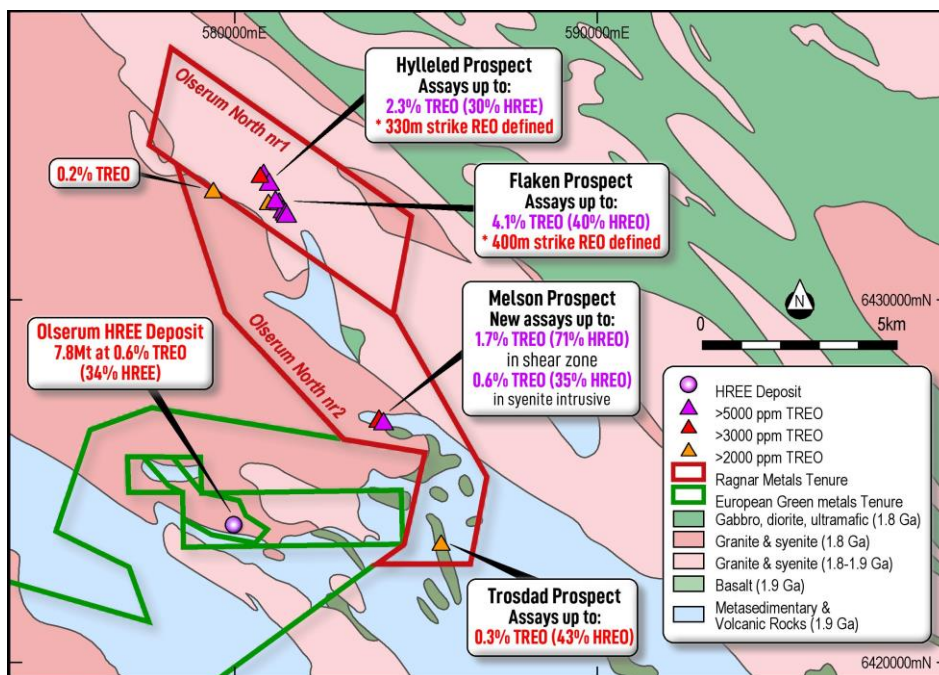 580000mE
590000mE
Hylleled Prospect
Assays up to:
2.3% TREO (30% HREE)
* 330m strike REO defined
Olserum North nr1
0.2% TREO
Flaken Prospect
Assays up to:
4.1% TREO (40% HREO)
* 400m strike REO defined
N
6430000mN
0
5km
Melson Prospect
New assays up to:
1.7% TREO (71% HREO)
in shear zone
0.6% TREO (35% HREO)
in syenite intrusive
Olserum HREE Deposit
7.8Mt at 0.6% TREO
(34% HREE)
Olserum North nr2
HREE Deposit
>5000 ppm TREO
>3000 ppm TREO
>2000 ppm TREO
Ragnar Metals Tenure
European Green metals Tenure
Gabbro, diorite, ultramafic (1.8 Ga)
Granite & syenite (1.8 Ga)
Granite & syenite (1.8-1.9 Ga)
Basalt (1.9 Ga)
Metasedimentary &
Volcanic Rocks (1.9 Ga)
Trosdad Prospect
Assays up to:
0.3% TREO (43% HREO)
6420000mN